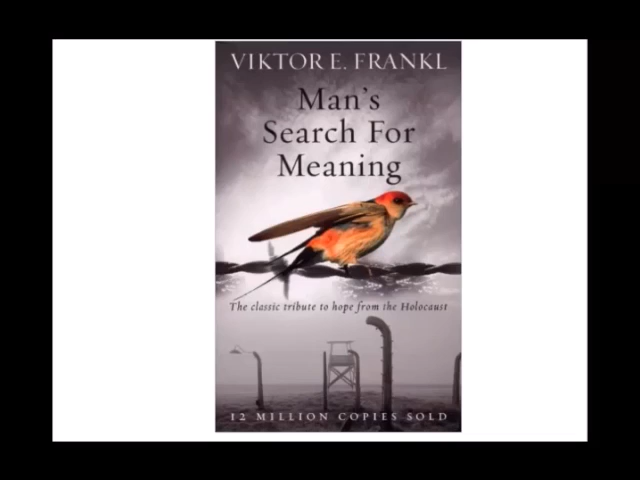 VIKTOR E. FRANKL
Man's
Search For
Meaning
The classic tribute to hope from the Holocaust
12 MILLION COPIES SOLD